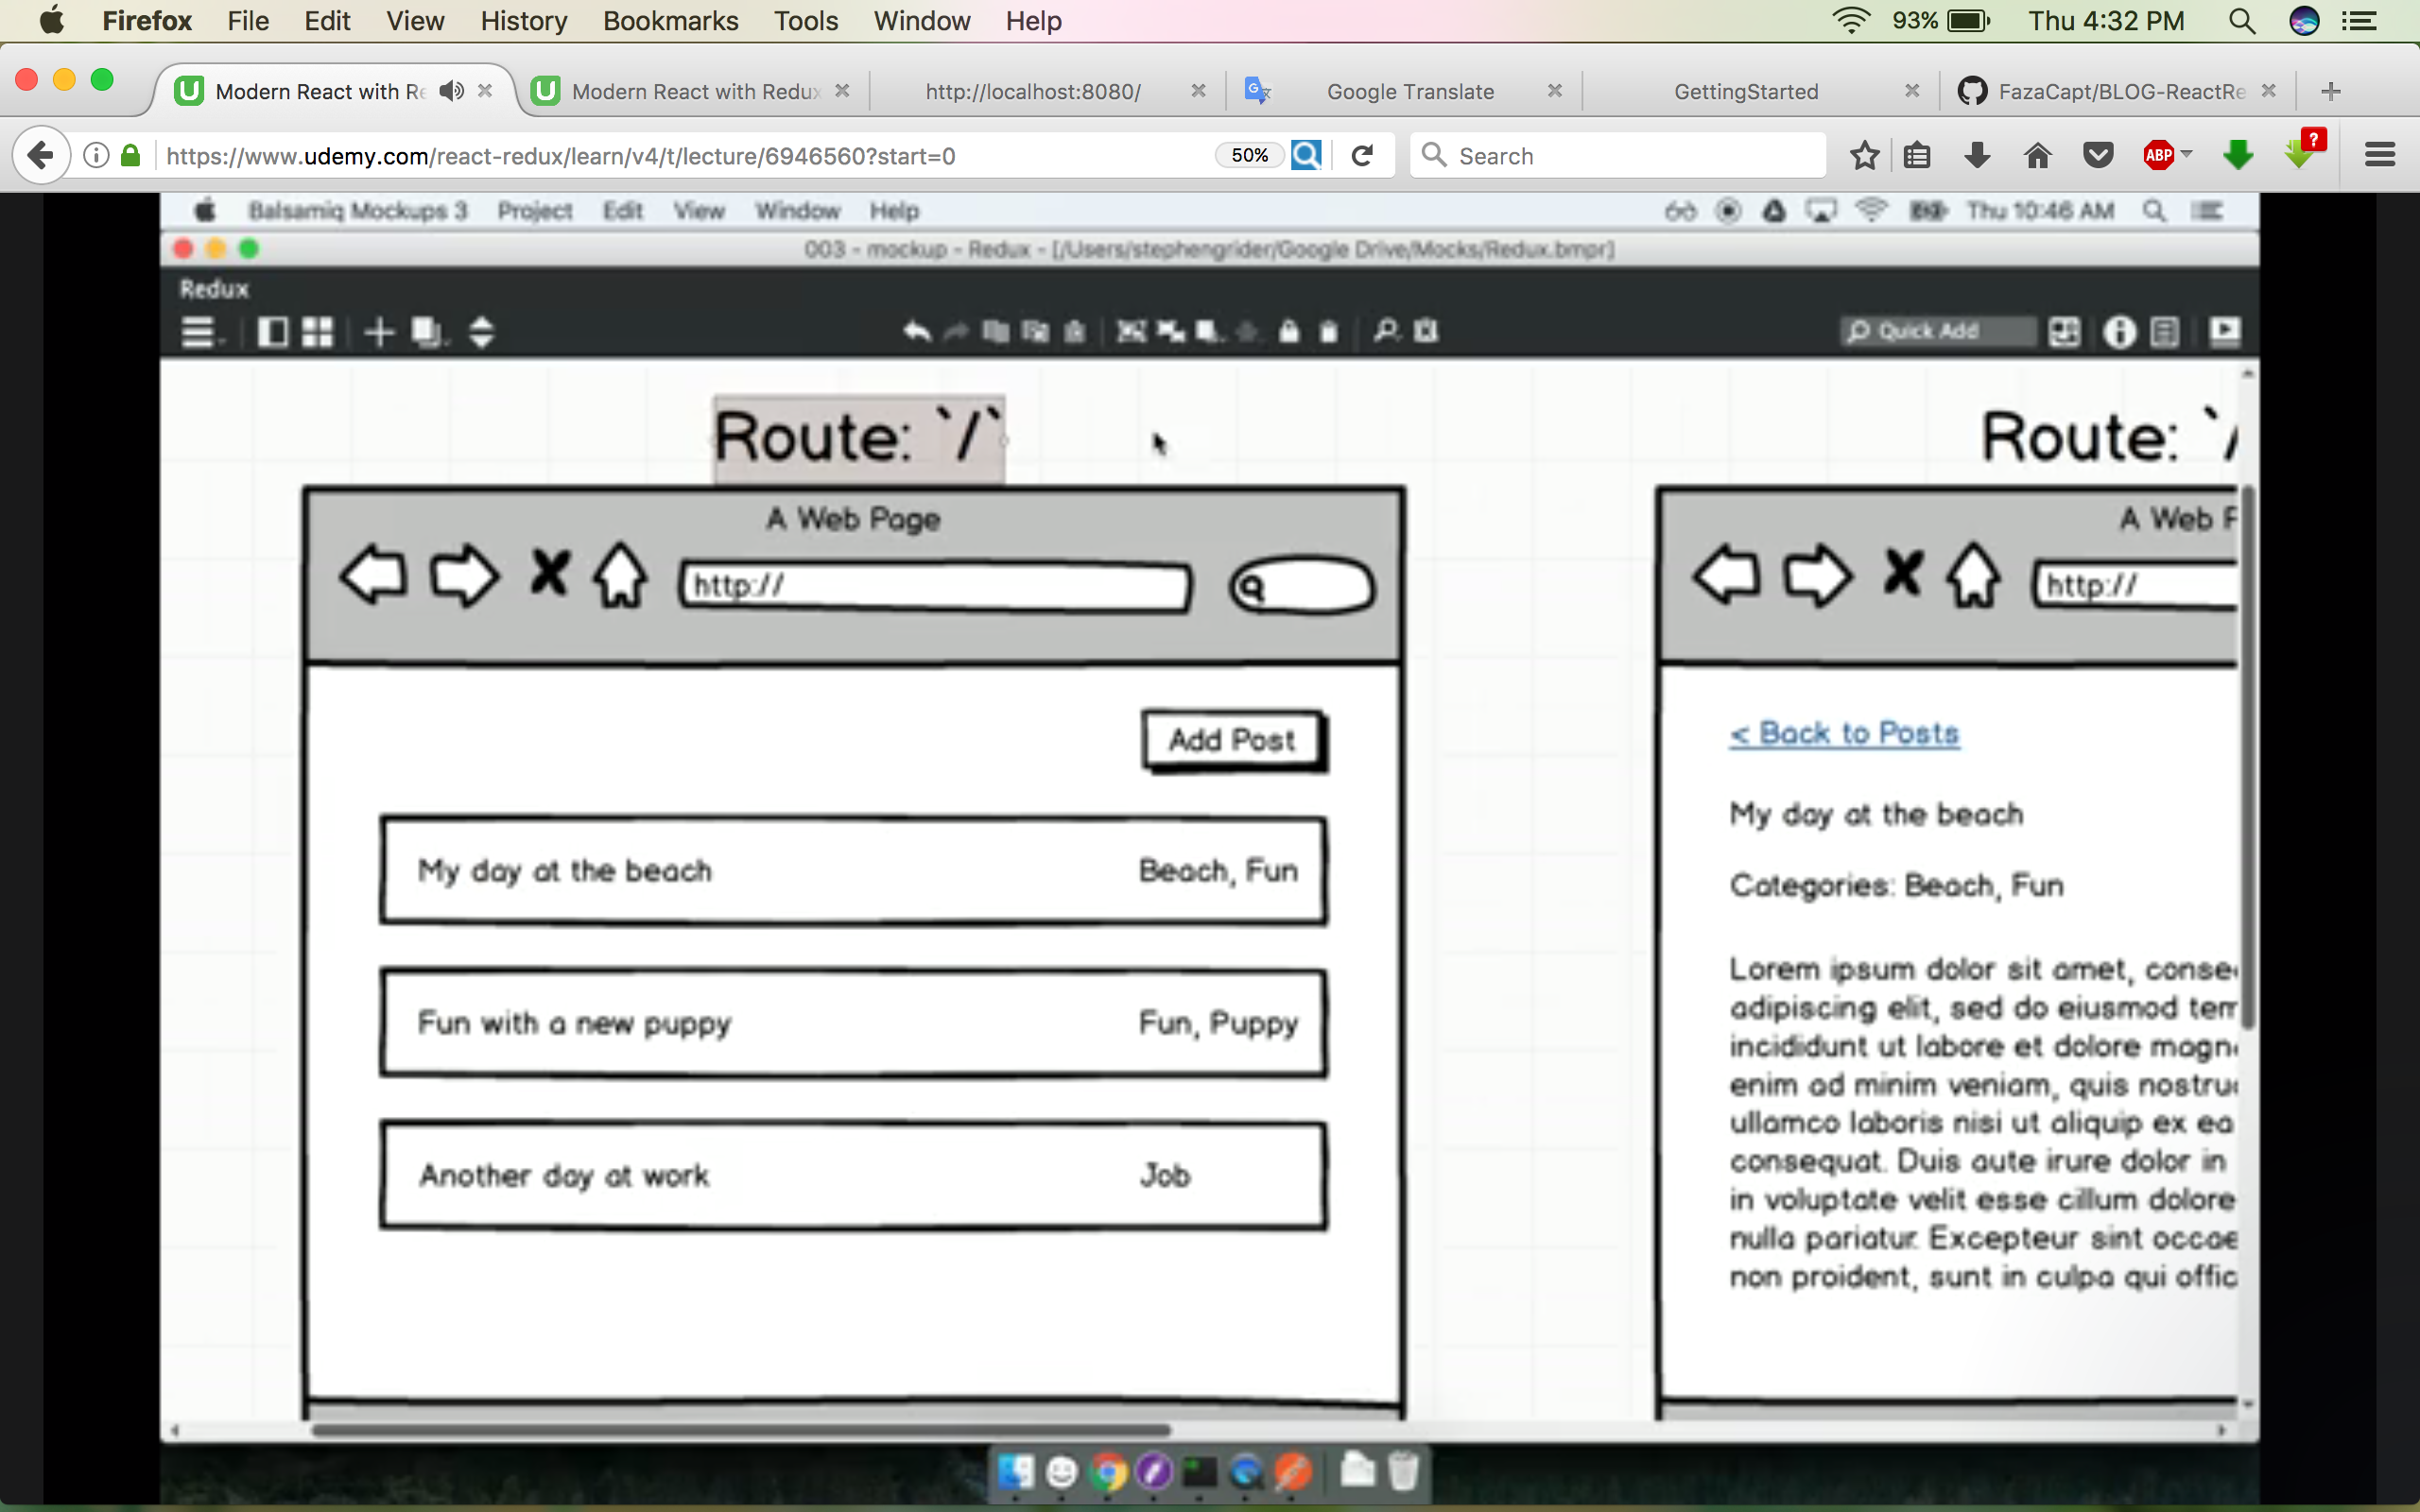 Firefox File Edit View History Bookmarks Tools Window Help 93% Thu 4:32 PM
Modern React with Re Modern React with Redux http://localhost:8080/ Google Translate GettingStarted FazaCapt/BLOG-ReactRe
https://www.udemy.com/react-redux/learn/v4/t/lecture/6946560?start=0 50% Search ABP ?
Balsamiq Mockups 3 Project Edit View Window Help Thu 10:46 AM
003 - mockup - Redux - [/Users/stephengrider/Google Drive/Mocks/Redux.bmpr]
Redux
Quick Add
Route: `/`
A Web Page
http://
Add Post
My day at the beach Beach, Fun
Fun with a new puppy Fun, Puppy
Another day at work Job
Route: `/
A Web P
http://
< Back to Posts
My day at the beach
Categories: Beach, Fun
Lorem ipsum dolor sit amet, conse
adipiscing elit, sed do eiusmod tem
incididunt ut labore et dolore magn
enim ad minim veniam, quis nostru
ullamco laboris nisi ut aliquip ex ea
consequat. Duis aute irure dolor in
in voluptate velit esse cillum dolore
nulla pariatur. Excepteur sint occae
non proident, sunt in culpa qui offic